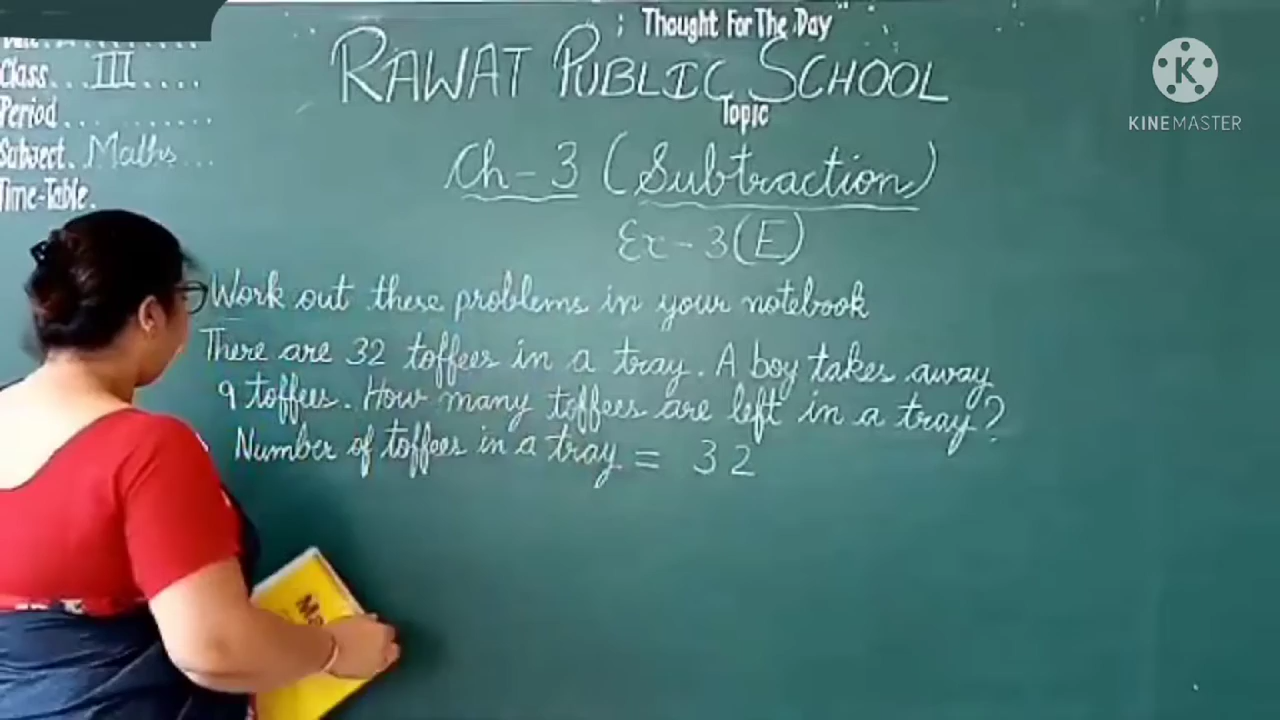 Thought For The Day
RAWAT PUBLIC SCHOOL
Topic
Class...III....
Period..........
Subject.Maths...
Time-Table.
Ch-3 (Subtraction)
Ex-3(E)
Work out these problems in your notebook
There are 32 toffees in a tray. A boy takes away
9 toffees. How many toffees are left in a tray?
Number of toffees in a tray = 32
K
KINEMASTER